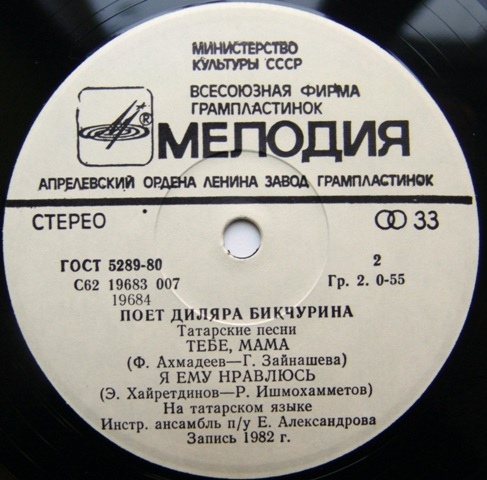 МИНИСТЕРСТВО
КУЛЬТУРЫ СССР
ВСЕСОЮЗНАЯ ФИРМА
ГРАМПЛАСТИНОК
® МЕЛОДИЯ
АПРЕЛЕВСКИЙ ОРДЕНА ЛЕНИНА ЗАВОД ГРАМПЛАСТИНОК
СТЕРЕО 33
ГОСТ 5289-80 2
С62 19683 007 Гр. 2. 0-55
19684
ПОЕТ ДИЛЯРА БИКЧУРИНА
Татарские песни
ТЕБЕ, МАМА
(Ф. Ахмадеев—Г. Зайнашева)
Я ЕМУ НРАВЛЮСЬ
(Э. Хайретдинов—Р. Ишмохамметов)
На татарском языке
Инстр. ансамбль п/у Е. Александрова
Запись 1982 г.